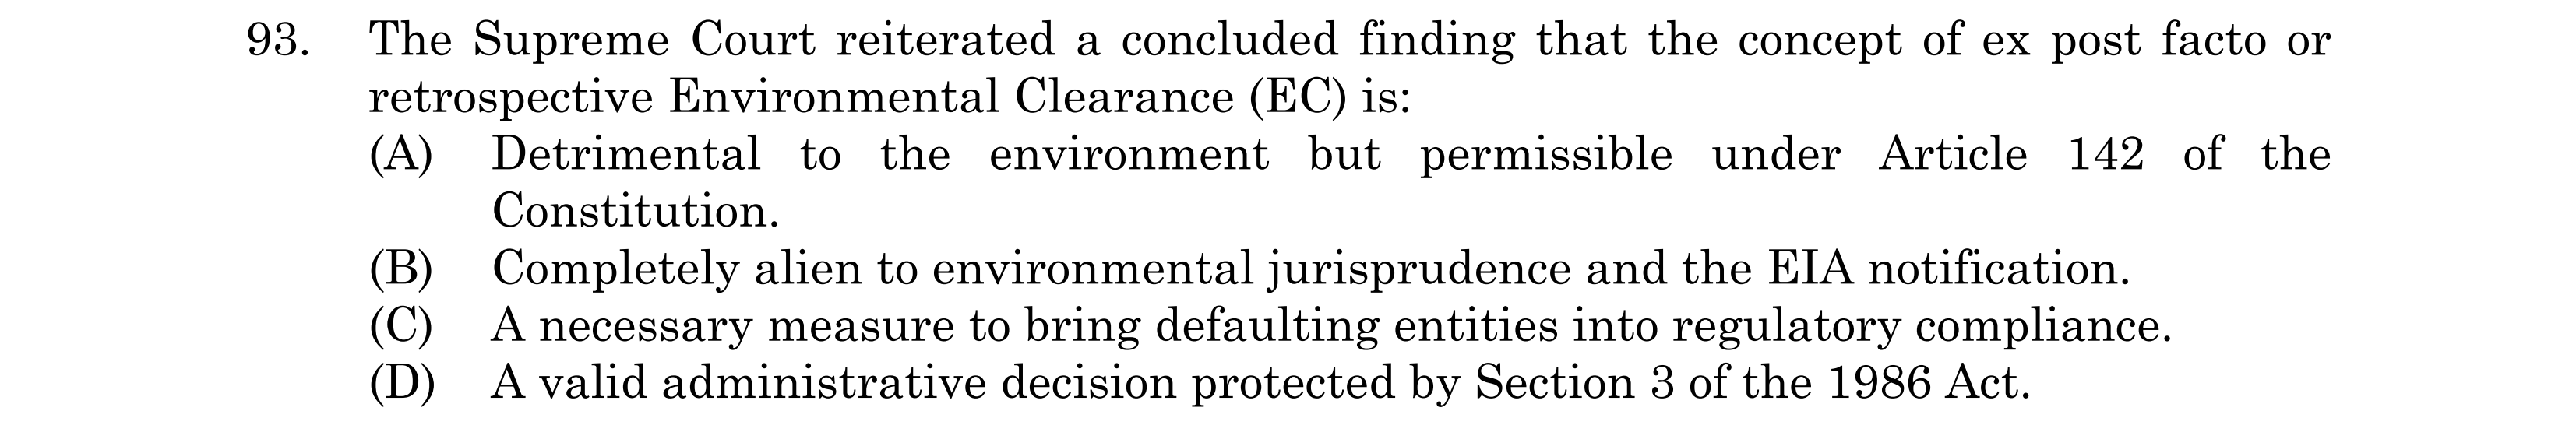 93. The Supreme Court reiterated a concluded finding that the concept of ex post facto or
retrospective Environmental Clearance (EC) is:
(A) Detrimental to the environment but permissible under Article 142 of the
Constitution.
(B) Completely alien to environmental jurisprudence and the EIA notification.
(C) A necessary measure to bring defaulting entities into regulatory compliance.
(D) A valid administrative decision protected by Section 3 of the 1986 Act.